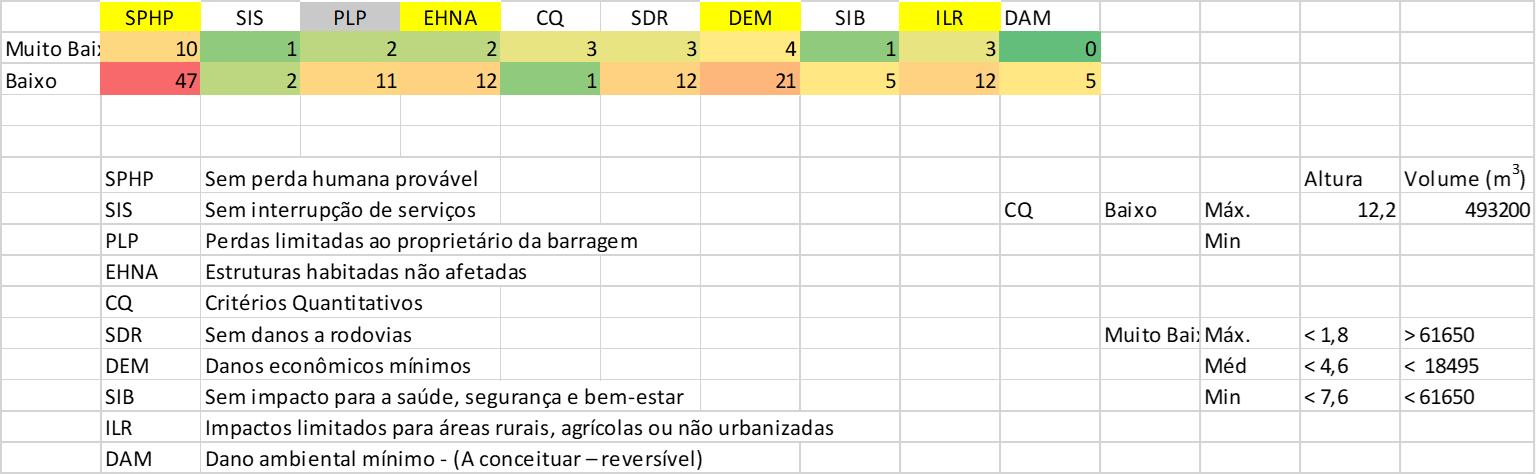 SPHP SIS PLP EHNA CQ SDR DEM SIB ILR DAM
Muito Bai 10 1 2 2 3 3 4 1 3 0
Baixo 47 2 11 12 1 12 21 5 12 5
SPHP Sem perda humana provável Altura Volume (m³)
SIS Sem interrupção de serviços CQ Baixo Máx. 12,2 493200
PLP Perdas limitadas ao proprietário da barragem Min
EHNA Estruturas habitadas não afetadas
CQ Critérios Quantitativos
SDR Sem danos a rodovias Muito Bai Máx. < 1,8 > 61650
DEM Danos econômicos mínimos Méd < 4,6 < 18495
SIB Sem impacto para a saúde, segurança e bem-estar Min < 7,6 < 61650
ILR Impactos limitados para áreas rurais, agrícolas ou não urbanizadas
DAM Dano ambiental mínimo - (A conceituar – reversível)